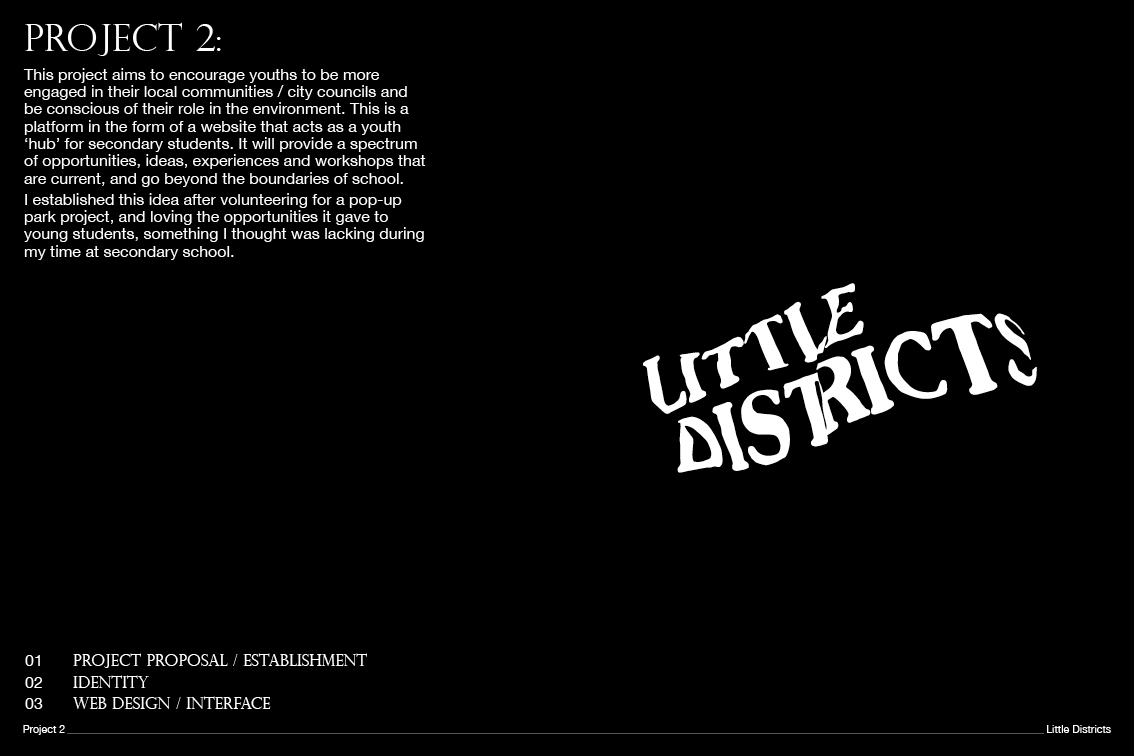 PROJECT 2:
This project aims to encourage youths to be more
engaged in their local communities / city councils and
be conscious of their role in the environment. This is a
platform in the form of a website that acts as a youth
‘hub’ for secondary students. It will provide a spectrum
of opportunities, ideas, experiences and workshops that
are current, and go beyond the boundaries of school.
I established this idea after volunteering for a pop-up
park project, and loving the opportunities it gave to
young students, something I thought was lacking during
my time at secondary school.
LITTLE
DISTRICTS
01 PROJECT PROPOSAL / ESTABLISHMENT
02 IDENTITY
03 WEB DESIGN / INTERFACE
Project 2 Little Districts